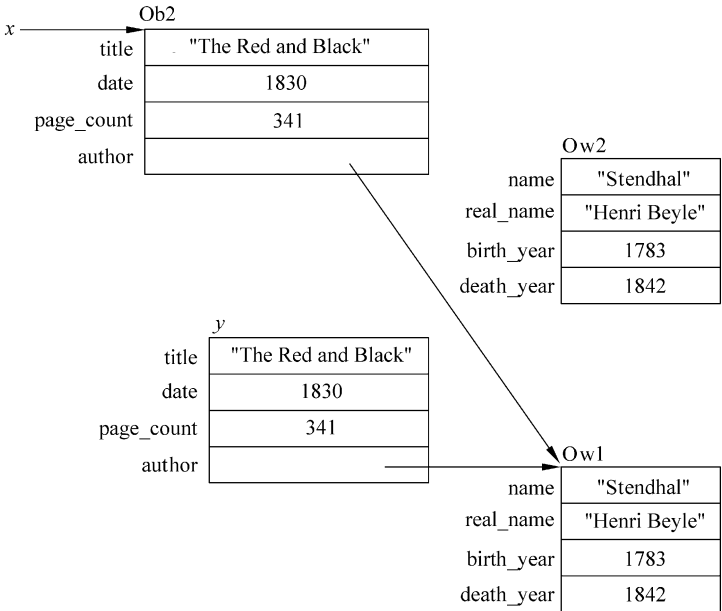 x
Ob2
title "The Red and Black"
date 1830
page_count 341
author
Ow2
name "Stendhal"
real_name "Henri Beyle"
birth_year 1783
death_year 1842
y
title "The Red and Black"
date 1830
page_count 341
author
Ow1
name "Stendhal"
real_name "Henri Beyle"
birth_year 1783
death_year 1842